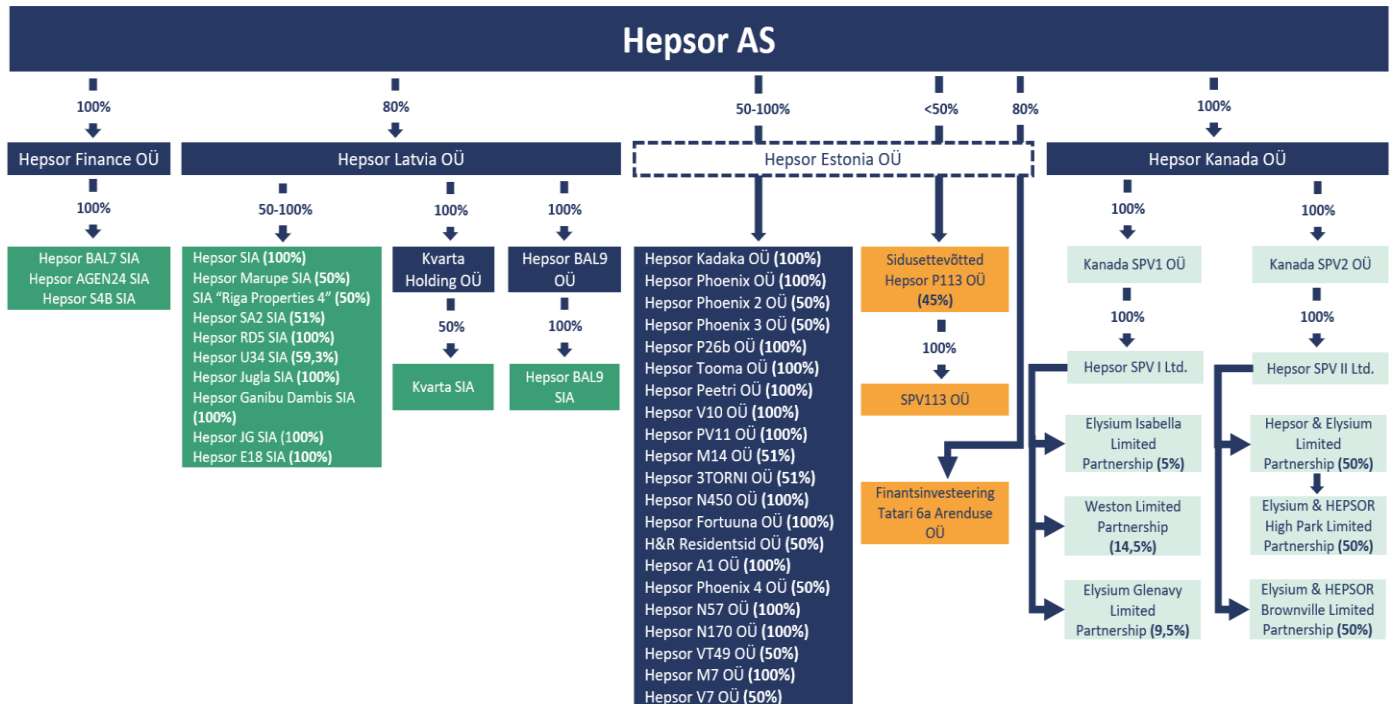 Hepsor AS
100%
80%
50-100%
<50%
80%
100%
Hepsor Finance OÜ
Hepsor Latvia OÜ
Hepsor Estonia OÜ
Hepsor Kanada OÜ
100%
50-100%
100%
100%
100%
100%
Hepsor BAL7 SIA
Hepsor AGEN24 SIA
Hepsor S4B SIA
Hepsor SIA (100%)
Hepsor Marupe SIA (50%)
SIA “Riga Properties 4” (50%)
Hepsor SA2 SIA (51%)
Hepsor RD5 SIA (100%)
Hepsor U34 SIA (59,3%)
Hepsor Jugla SIA (100%)
Hepsor Ganibu Dambis SIA
(100%)
Hepsor JG SIA (100%)
Hepsor E18 SIA (100%)
Kvarta
Holding OÜ
50%
Kvarta SIA
Hepsor BAL9
OÜ
100%
Hepsor BAL9
SIA
Hepsor Kadaka OÜ (100%)
Hepsor Phoenix OÜ (100%)
Hepsor Phoenix 2 OÜ (50%)
Hepsor Phoenix 3 OÜ (50%)
Hepsor P26b OÜ (100%)
Hepsor Tooma OÜ (100%)
Hepsor Peetri OÜ (100%)
Hepsor V10 OÜ (100%)
Hepsor PV11 OÜ (100%)
Hepsor M14 OÜ (51%)
Hepsor 3TORNI OÜ (51%)
Hepsor N450 OÜ (100%)
Hepsor Fortuuna OÜ (100%)
H&R Residentsid OÜ (50%)
Hepsor A1 OÜ (100%)
Hepsor Phoenix 4 OÜ (50%)
Hepsor N57 OÜ (100%)
Hepsor N170 OÜ (100%)
Hepsor VT49 OÜ (50%)
Hepsor M7 OÜ (100%)
Hepsor V7 OÜ (50%)
Sidusettevõtted
Hepsor P113 OÜ
(45%)
100%
SPV113 OÜ
Finantsinvesteering
Tatari 6a Arenduse
OÜ
Kanada SPV1 OÜ
100%
Hepsor SPV I Ltd.
Elysium Isabella
Limited
Partnership (5%)
Weston Limited
Partnership
(14,5%)
Elysium Glenavy
Limited
Partnership (9,5%)
Kanada SPV2 OÜ
100%
Hepsor SPV II Ltd.
Hepsor & Elysium
Limited
Partnership (50%)
Elysium & HEPSOR
High Park Limited
Partnership (50%)
Elysium & HEPSOR
Brownville Limited
Partnership (50%)